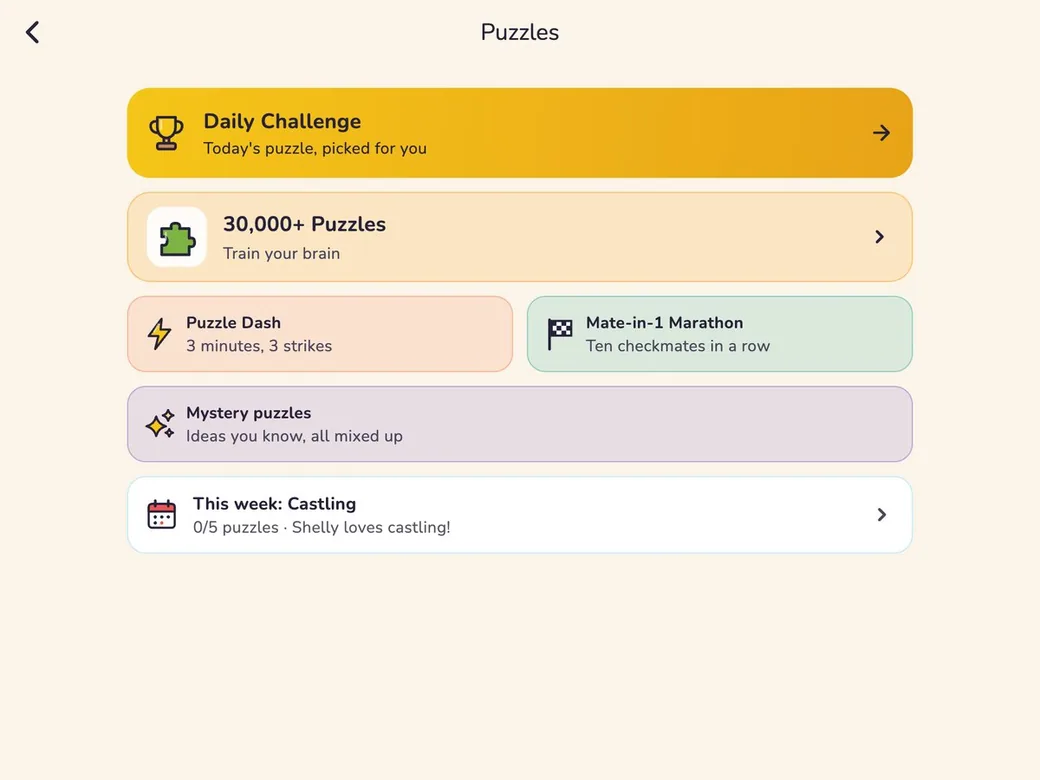 Puzzles
Daily Challenge
Today's puzzle, picked for you
30,000+ Puzzles
Train your brain
Puzzle Dash
3 minutes, 3 strikes
Mate-in-1 Marathon
Ten checkmates in a row
Mystery puzzles
Ideas you know, all mixed up
This week: Castling
0/5 puzzles · Shelly loves castling!